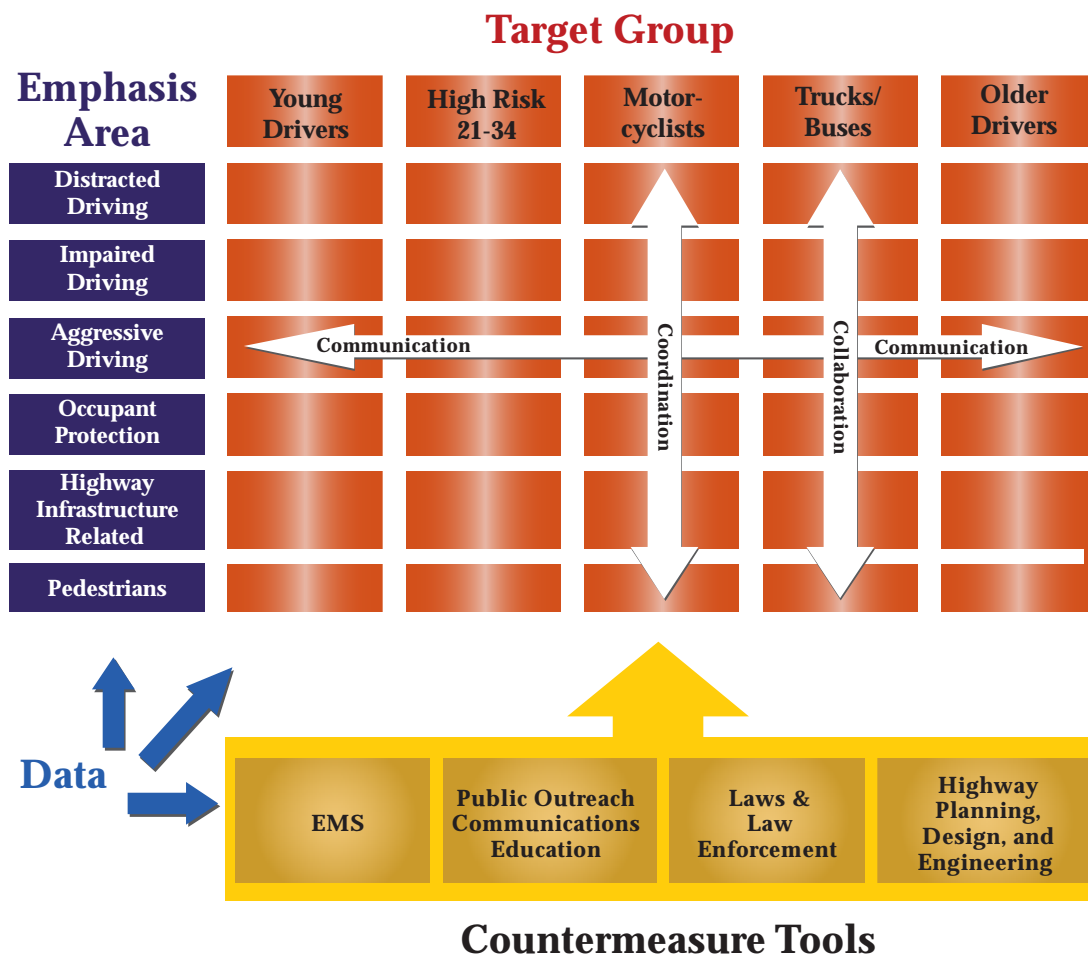 Target Group
Emphasis
Area
Young
Drivers
High Risk
21-34
Motor-
cyclists
Trucks/
Buses
Older
Drivers
Distracted
Driving
Impaired
Driving
Aggressive
Driving
Communication
Coordination
Collaboration
Communication
Occupant
Protection
Highway
Infrastructure
Related
Pedestrians
Data
EMS
Public Outreach
Communications
Education
Laws &
Law
Enforcement
Highway
Planning,
Design, and
Engineering
Countermeasure Tools